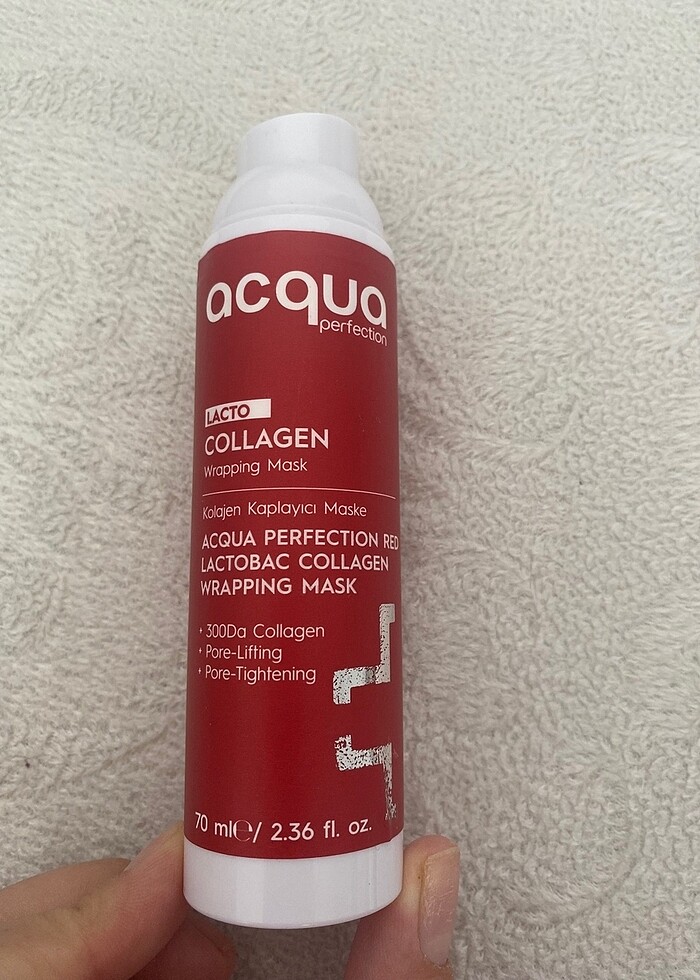 acqua
perfection
LACTO
COLLAGEN
Wrapping Mask
Kolajen Kaplayıcı Maske
ACQUA PERFECTION RED
LACTOBAC COLLAGEN
WRAPPING MASK
• 300Da Collagen
• Pore-Lifting
• Pore-Tightening
70 ml℮/ 2.36 fl. oz.